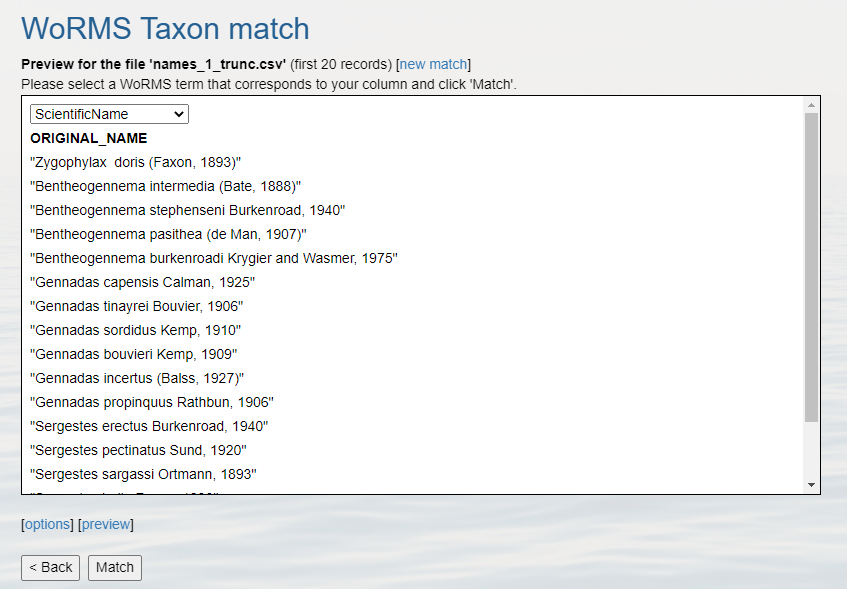 WoRMS Taxon match
Preview for the file 'names_1_trunc.csv' (first 20 records) [new match]
Please select a WoRMS term that corresponds to your column and click 'Match'.
ScientificName
ORIGINAL_NAME
"Zygophylax  doris (Faxon, 1893)"
"Bentheogennema intermedia (Bate, 1888)"
"Bentheogennema stephenseni Burkenroad, 1940"
"Bentheogennema pasithea (de Man, 1907)"
"Bentheogennema burkenroadi Krygier and Wasmer, 1975"
"Gennadas capensis Calman, 1925"
"Gennadas tinayrei Bouvier, 1906"
"Gennadas sordidus Kemp, 1910"
"Gennadas bouvieri Kemp, 1909"
"Gennadas incertus (Balss, 1927)"
"Gennadas propinquus Rathbun, 1906"
"Sergestes erectus Burkenroad, 1940"
"Sergestes pectinatus Sund, 1920"
"Sergestes sargassi Ortmann, 1893"
[options] [preview]
< Back Match